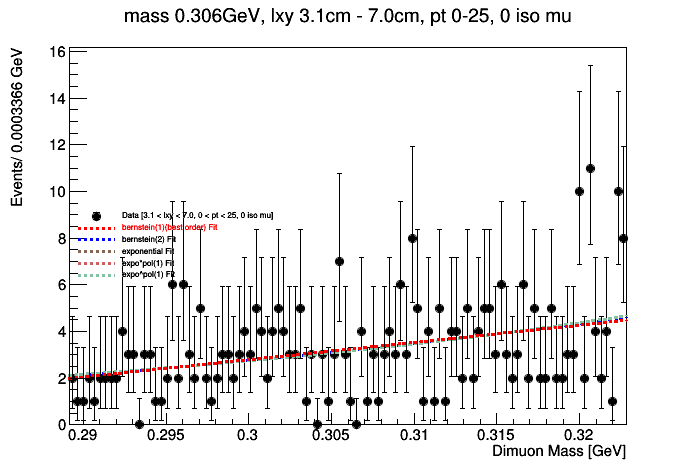 mass 0.306GeV, lxy 3.1cm - 7.0cm, pt 0-25, 0 iso mu
Events/ 0.0003366 GeV
16
14
12
10
8
6
4
2
0
Data [3.1 < lxy < 7.0, 0 < pt < 25, 0 iso mu]
bernstein(1)(best order) Fit
bernstein(2) Fit
exponential Fit
expo*pol(1) Fit
expo^pol(1) Fit
0.29 0.295 0.3 0.305 0.31 0.315 0.32
Dimuon Mass [GeV]